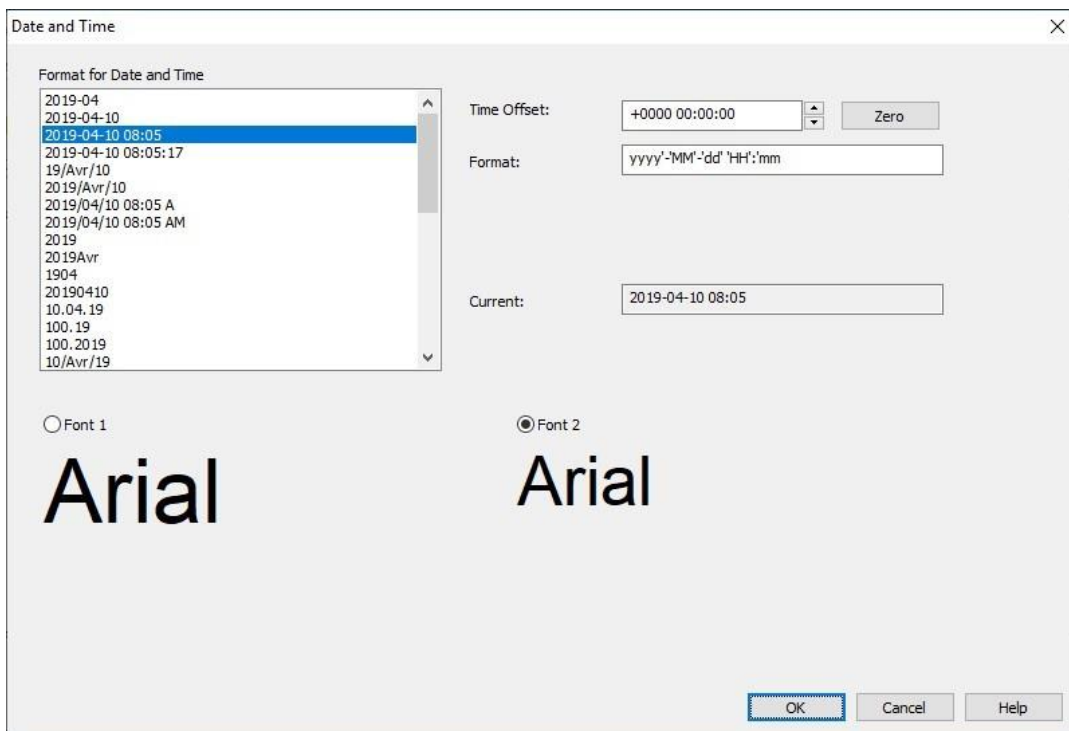 Date and Time
Format for Date and Time
2019-04
2019-04-10
2019-04-10 08:05
2019-04-10 08:05:17
19/Avr/10
2019/Avr/10
2019/04/10 08:05 A
2019/04/10 08:05 AM
2019
2019Avr
1904
20190410
10.04.19
100.19
100.2019
10/Avr/19
Time Offset:
+0000 00:00:00
Zero
Format:
yyyy'-'MM'-'dd' 'HH':'mm
Current:
2019-04-10 08:05
Font 1
Arial
Font 2
Arial
OK
Cancel
Help